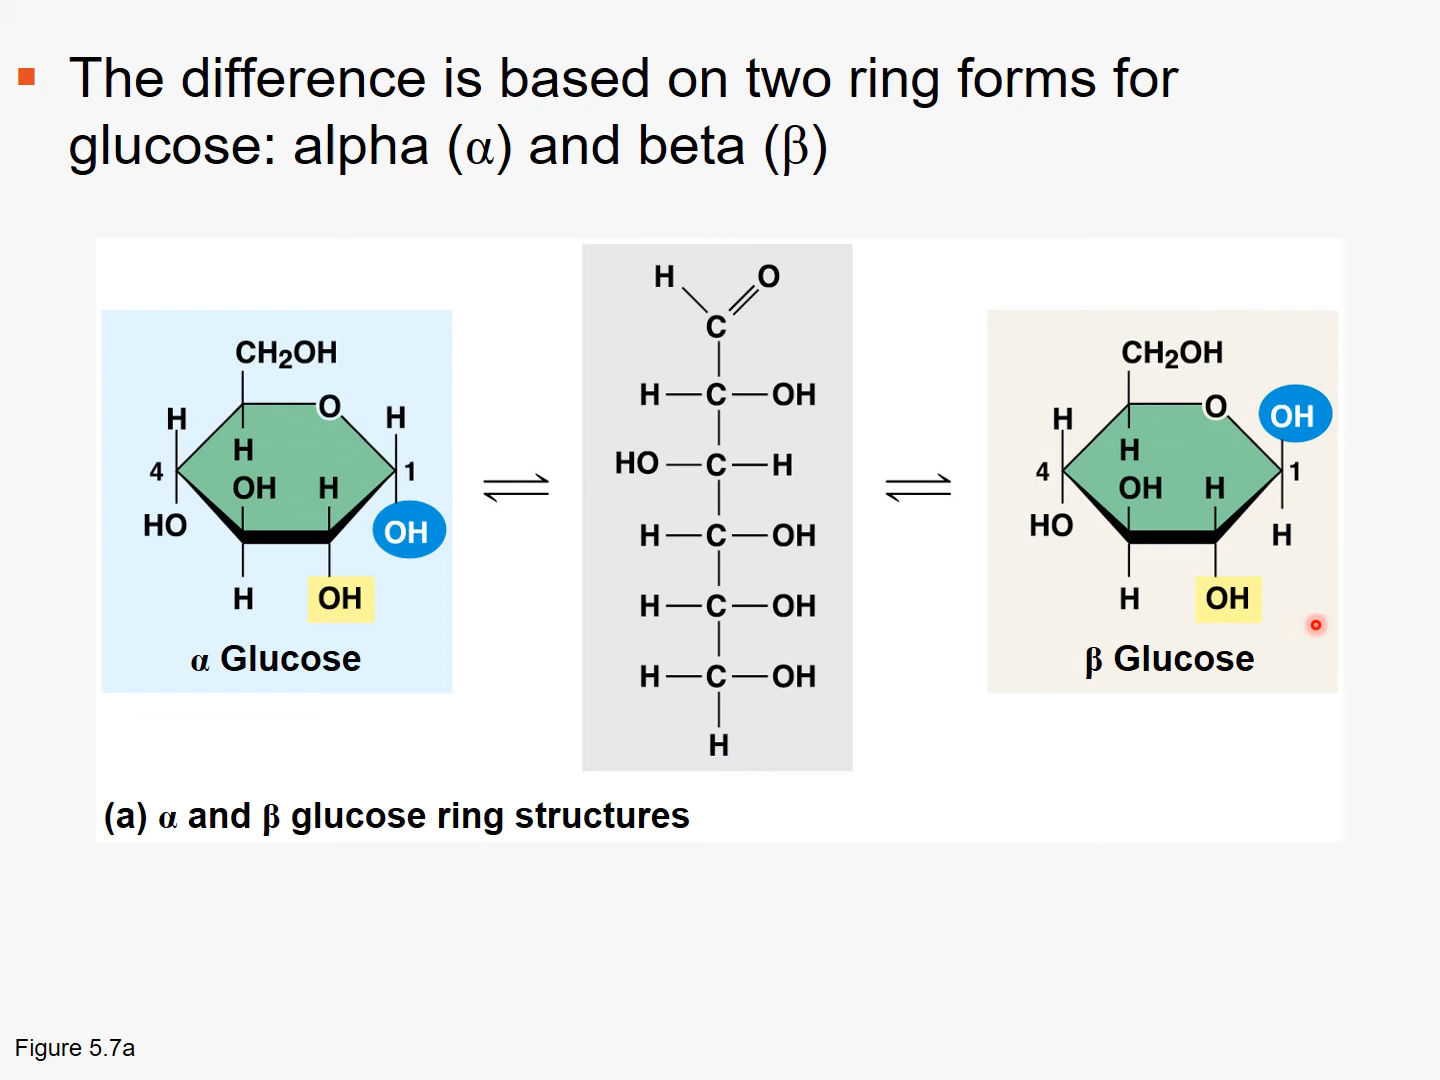 The difference is based on two ring forms for
glucose: alpha (α) and beta (β)
CH2OH
H
O
H
4
H
1
OH
H
HO
OH
H
OH
α Glucose
H
O
C
H C OH
HO C H
H C OH
H C OH
H C OH
H
CH2OH
H
O
OH
4
H
1
OH
H
HO
H
H
OH
β Glucose
(a) α and β glucose ring structures
Figure 5.7a